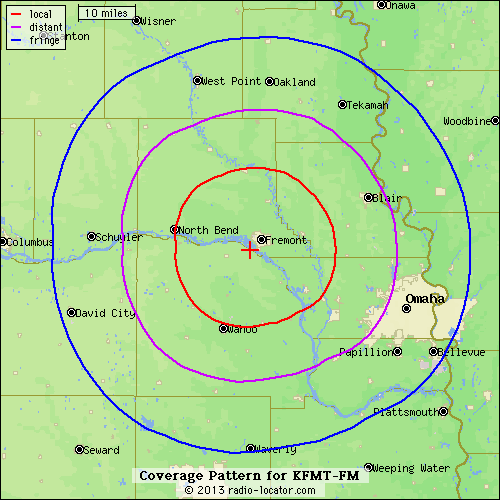 local
distant
fringe
10 miles
Wisner
Onawa
Stanton
West Point
Oakland
Tekamah
Woodbine
Blair
North Bend
Schuyler
Columbus
Fremont
Omaha
David City
Wahoo
Papillion
Bellevue
Plattsmouth
Seward
Waverly
Weeping Water
Coverage Pattern for KFMT-FM
© 2013 radio-locator.com